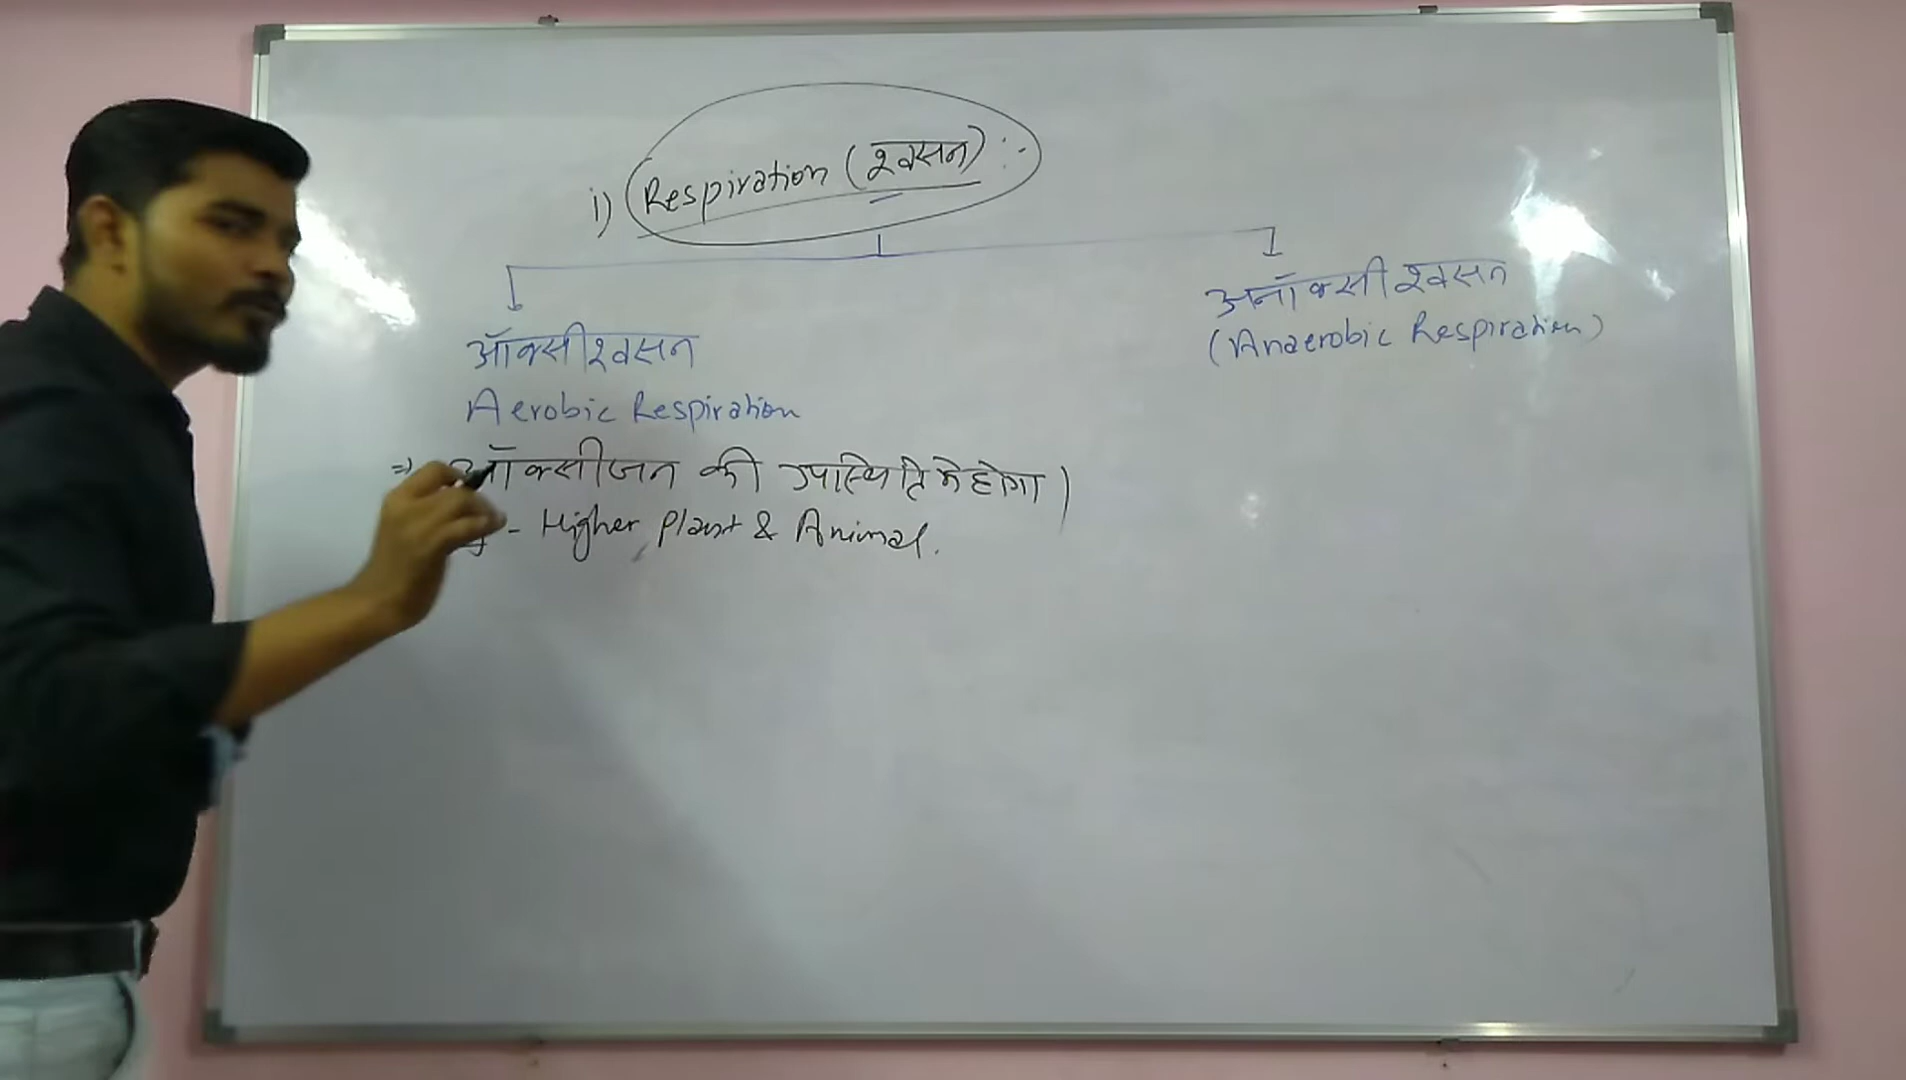 i) Respiration (श्वसन) :-
ऑक्सीश्वसन
Aerobic Respiration
अनॉक्सीश्वसन
(Anaerobic Respiration)
⇒ ऑक्सीजन की उपस्थिति मे होगा।
- Higher Plant & Animal.